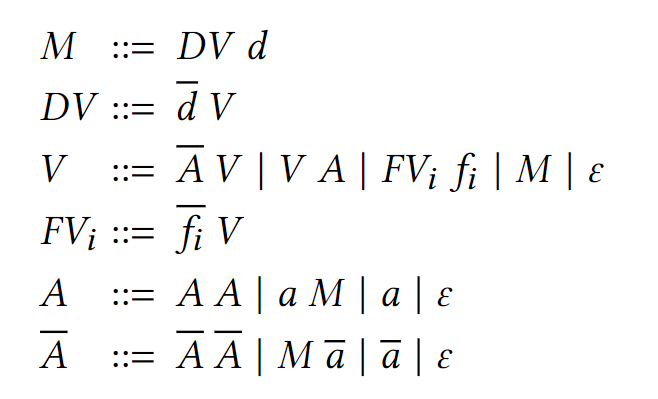 M ::= DV d
DV ::= d̅ V
V ::= A̅ V | V A | FVᵢ fᵢ | M | ε
FVᵢ ::= f̅ᵢ V
A ::= A A | a M | a | ε
A̅ ::= A̅ A̅ | M a̅ | a̅ | ε